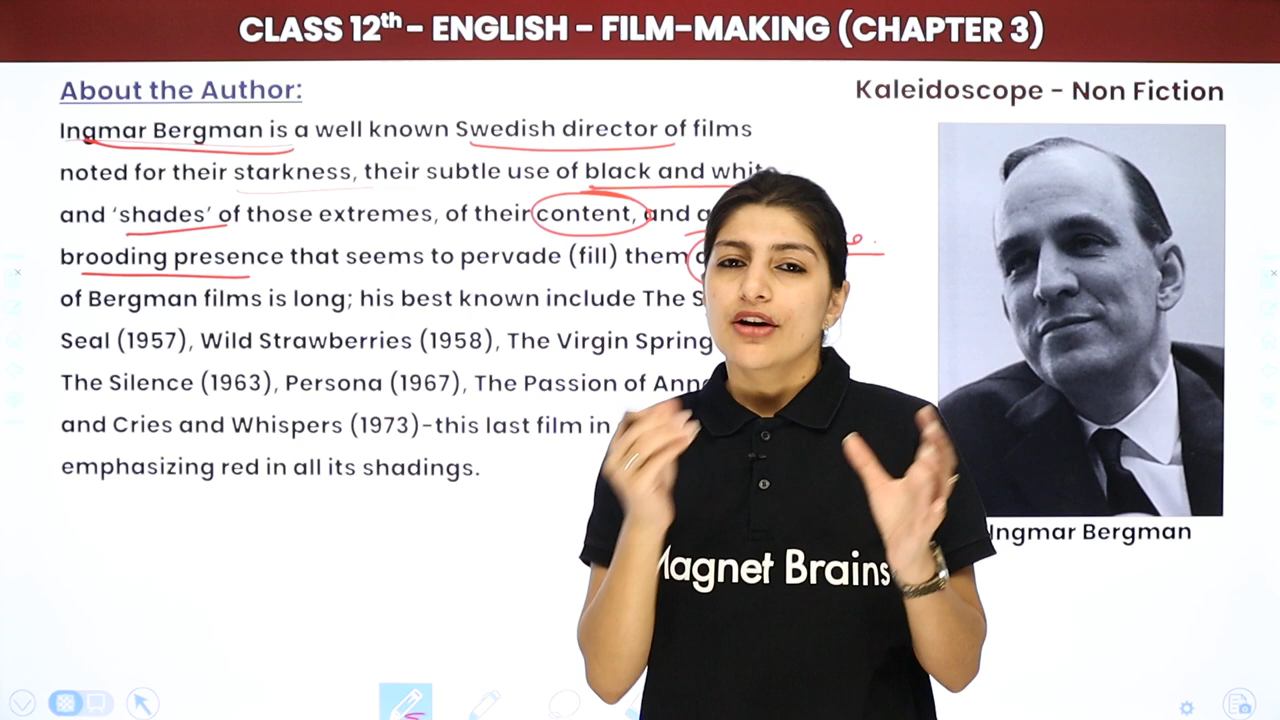 CLASS 12th - ENGLISH - FILM-MAKING (CHAPTER 3)
About the Author:
Kaleidoscope - Non Fiction
Ingmar Bergman is a well known Swedish director of films
noted for their starkness, their subtle use of black and white
and ‘shades’ of those extremes, of their content, and
brooding presence that seems to pervade (fill) them
of Bergman films is long; his best known include The
Seal (1957), Wild Strawberries (1958), The Virgin Spring
The Silence (1963), Persona (1967), The Passion of
and Cries and Whispers (1973)-this last film in
emphasizing red in all its shadings.
Ingmar Bergman
Magnet Brains